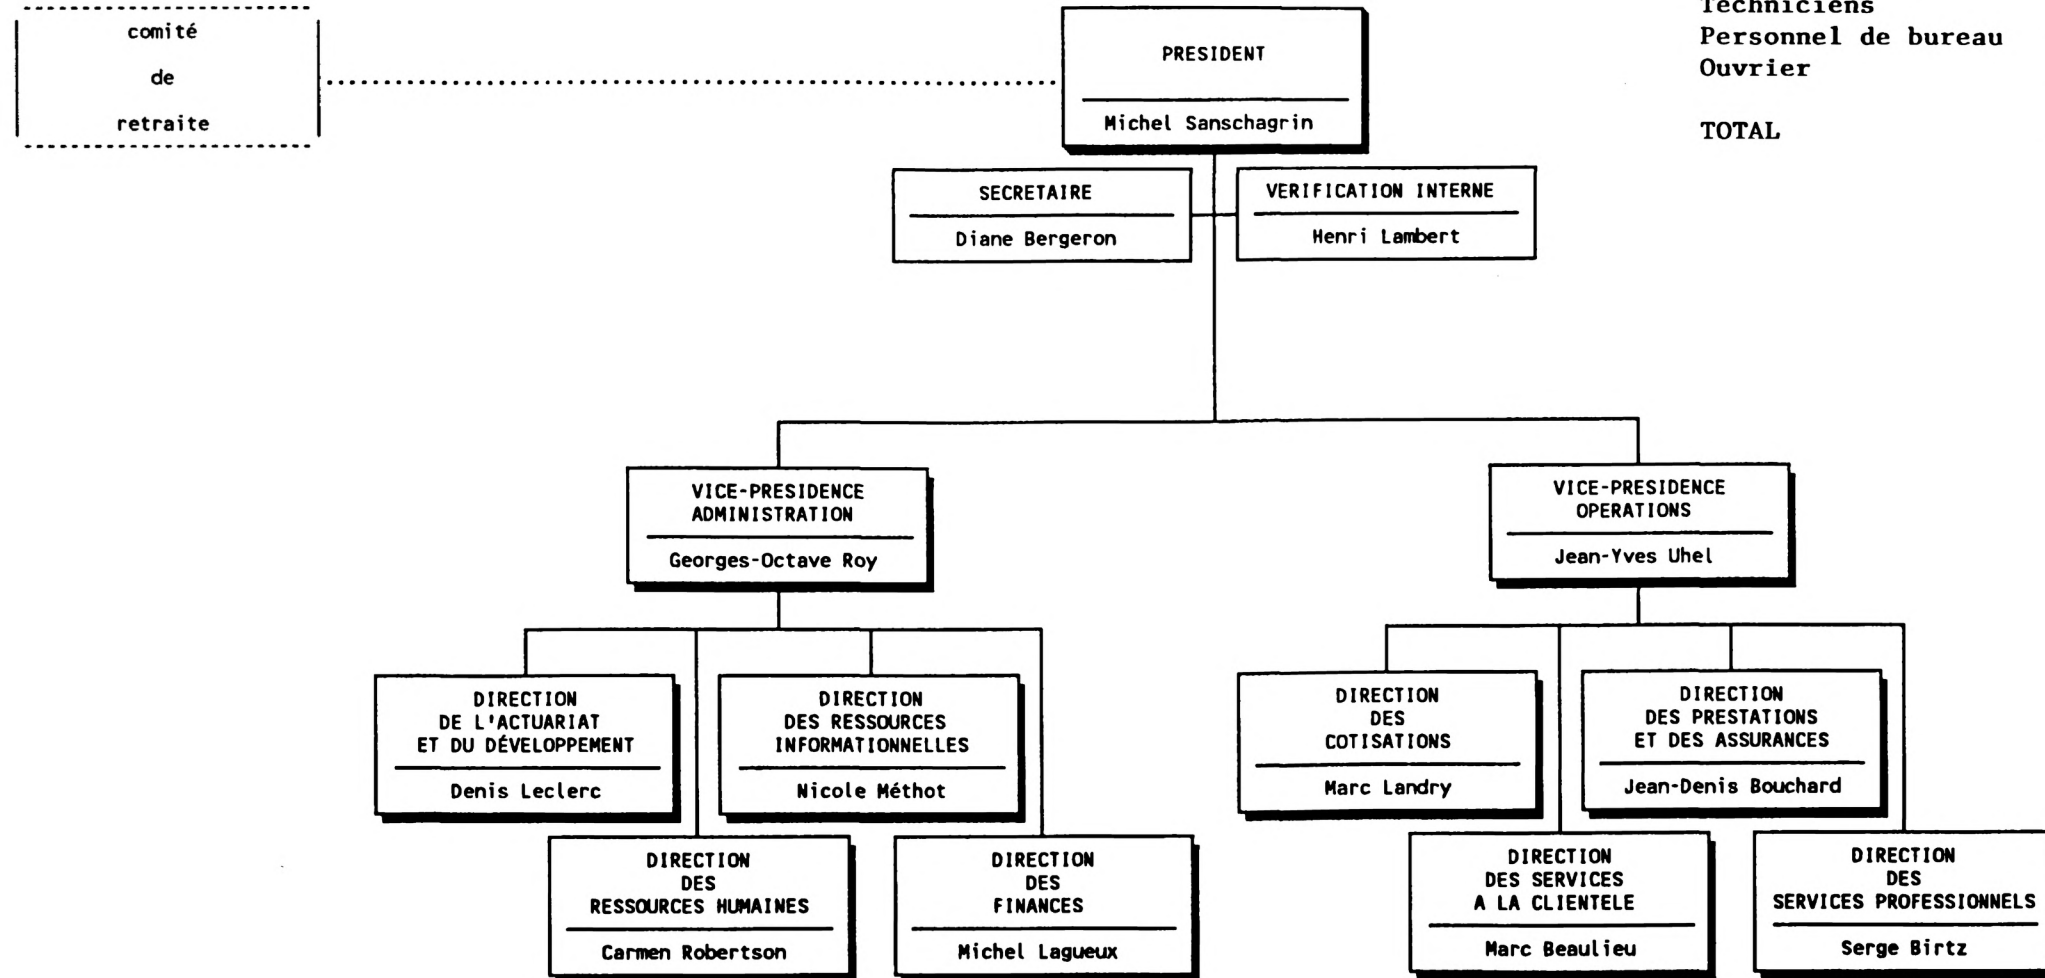 comité
de
retraite
PRESIDENT
Michel Sanschagrin
Techniciens
Personnel de bureau
Ouvrier
TOTAL
SECRETAIRE
Diane Bergeron
VERIFICATION INTERNE
Henri Lambert
VICE-PRESIDENCE
ADMINISTRATION
Georges-Octave Roy
VICE-PRESIDENCE
OPERATIONS
Jean-Yves Uhel
DIRECTION
DE L'ACTUARIAT
ET DU DÉVELOPPEMENT
Denis Leclerc
DIRECTION
DES RESSOURCES
INFORMATIONNELLES
Nicole Méthot
DIRECTION
DES
COTISATIONS
Marc Landry
DIRECTION
DES PRESTATIONS
ET DES ASSURANCES
Jean-Denis Bouchard
DIRECTION
DES
RESSOURCES HUMAINES
Carmen Robertson
DIRECTION
DES
FINANCES
Michel Lagueux
DIRECTION
DES SERVICES
A LA CLIENTELE
Marc Beaulieu
DIRECTION
DES
SERVICES PROFESSIONNELS
Serge Birtz